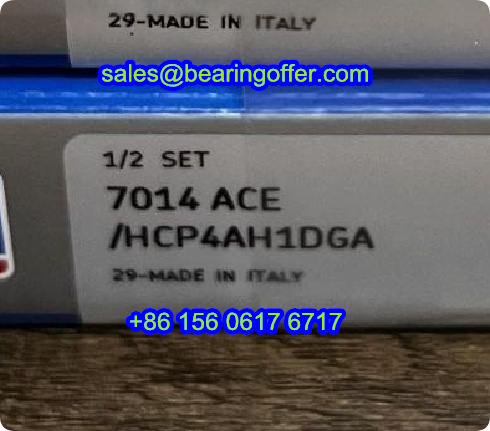 29-MADE IN ITALY
sales@bearingoffer.com
1/2 SET
7014 ACE
/HCP4AH1DGA
29-MADE IN ITALY
+86 156 0617 6717